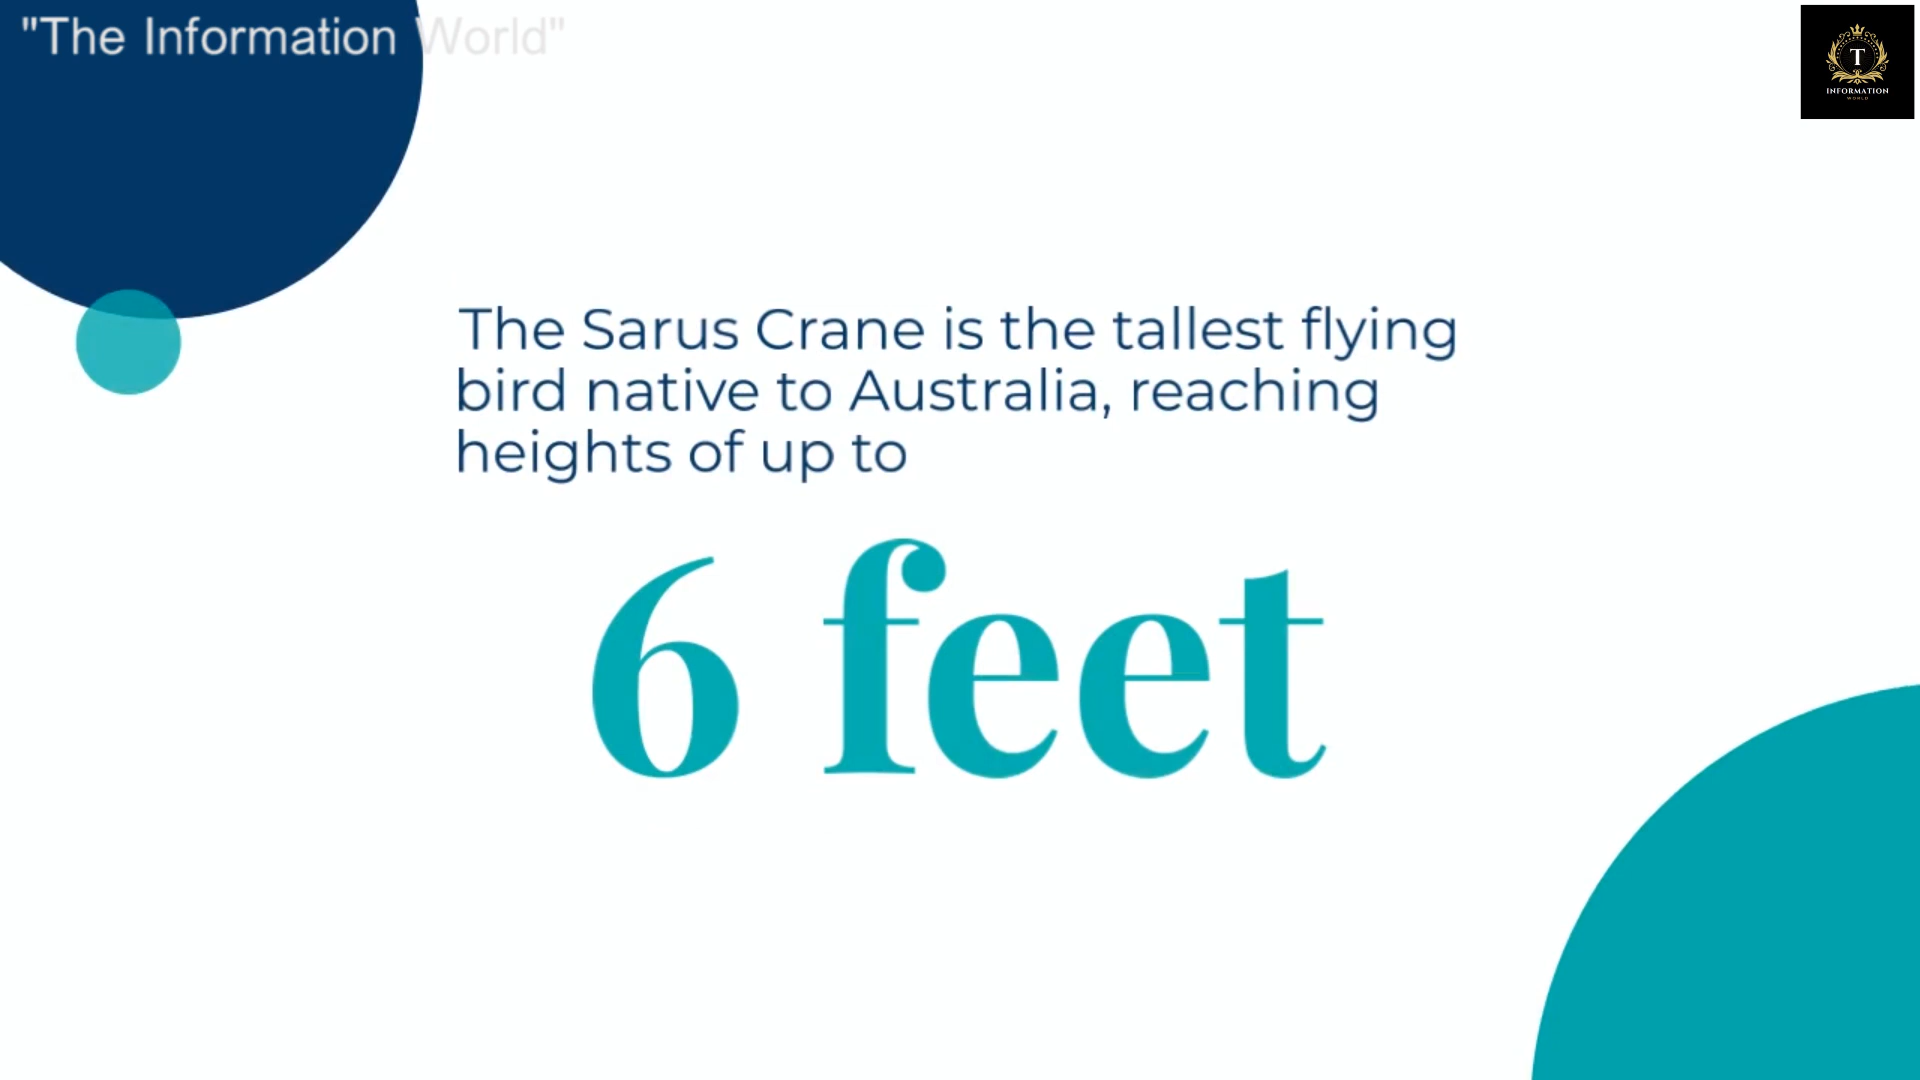 "The Information World"
T
INFORMATION
WORLD
The Sarus Crane is the tallest flying
bird native to Australia, reaching
heights of up to
6 feet